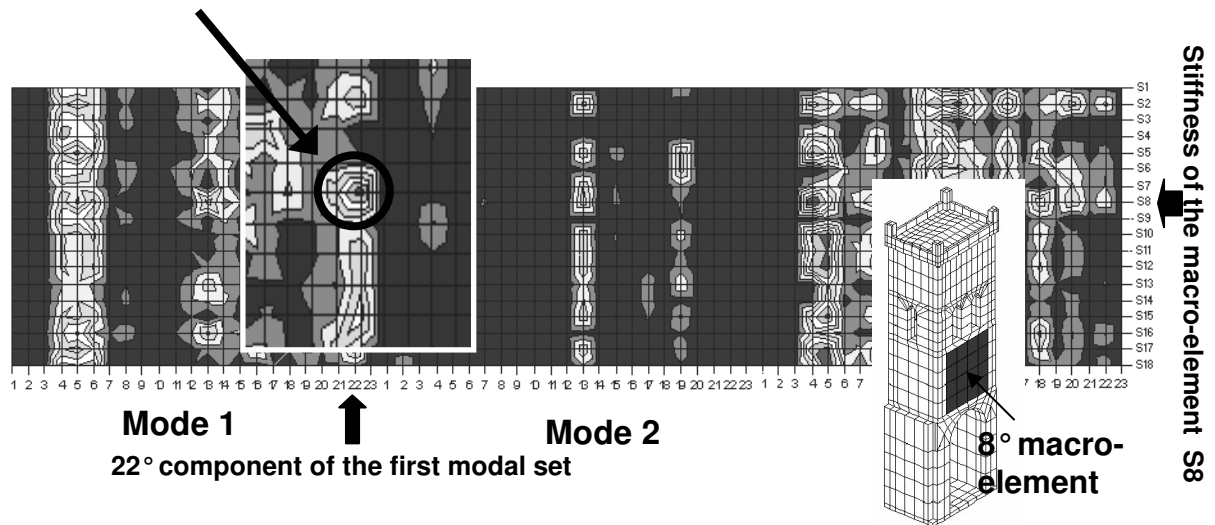 S1
S2
S3
S4
S5
S6
S7
S8
S9
S10
S11
S12
S13
S14
S15
S16
S17
S18
Stiffness of the macro-element S8
1 2 3 4 5 6 7 8 9 10 11 12 13 14 15 16 17 18 19 20 21 22 23 1 2 3 4 5 6 7 8 9 10 11 12 13 14 15 16 17 18 19 20 21 22 23 1 2 3 4 5 6 7 18 19 20 21 22 23
Mode 1
Mode 2
22° component of the first modal set
8° macro-
element